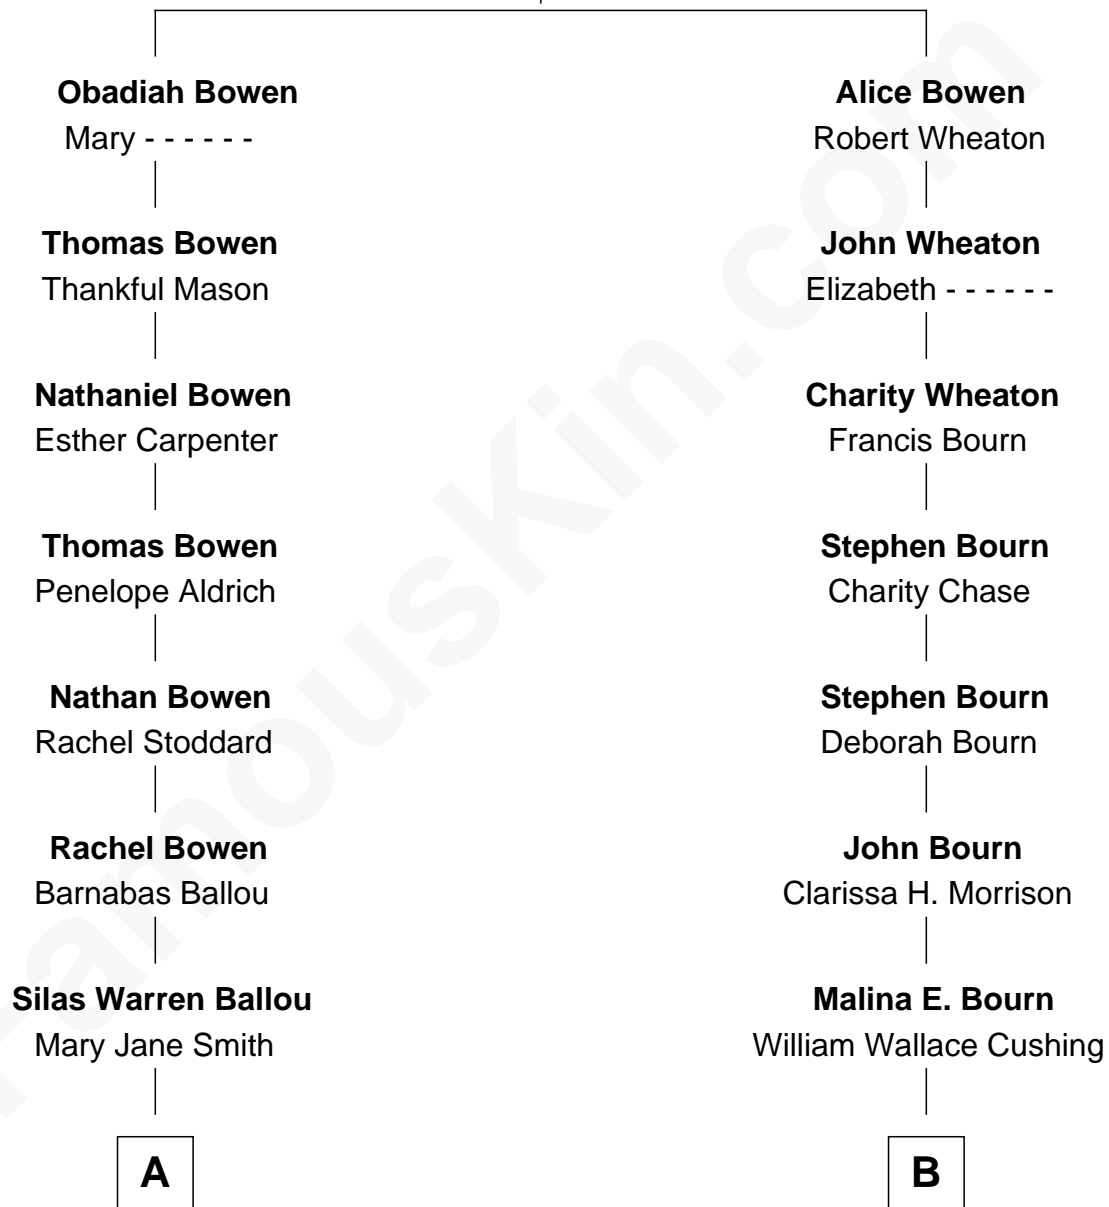 Obadiah Bowen
Mary - - - - - -
Thomas Bowen
Thankful Mason
Nathaniel Bowen
Esther Carpenter
Thomas Bowen
Penelope Aldrich
Nathan Bowen
Rachel Stoddard
Rachel Bowen
Barnabas Ballou
Silas Warren Ballou
Mary Jane Smith
A
Alice Bowen
Robert Wheaton
John Wheaton
Elizabeth - - - - - -
Charity Wheaton
Francis Bourn
Stephen Bourn
Charity Chase
Stephen Bourn
Deborah Bourn
John Bourn
Clarissa H. Morrison
Malina E. Bourn
William Wallace Cushing
B
FamousKin.com